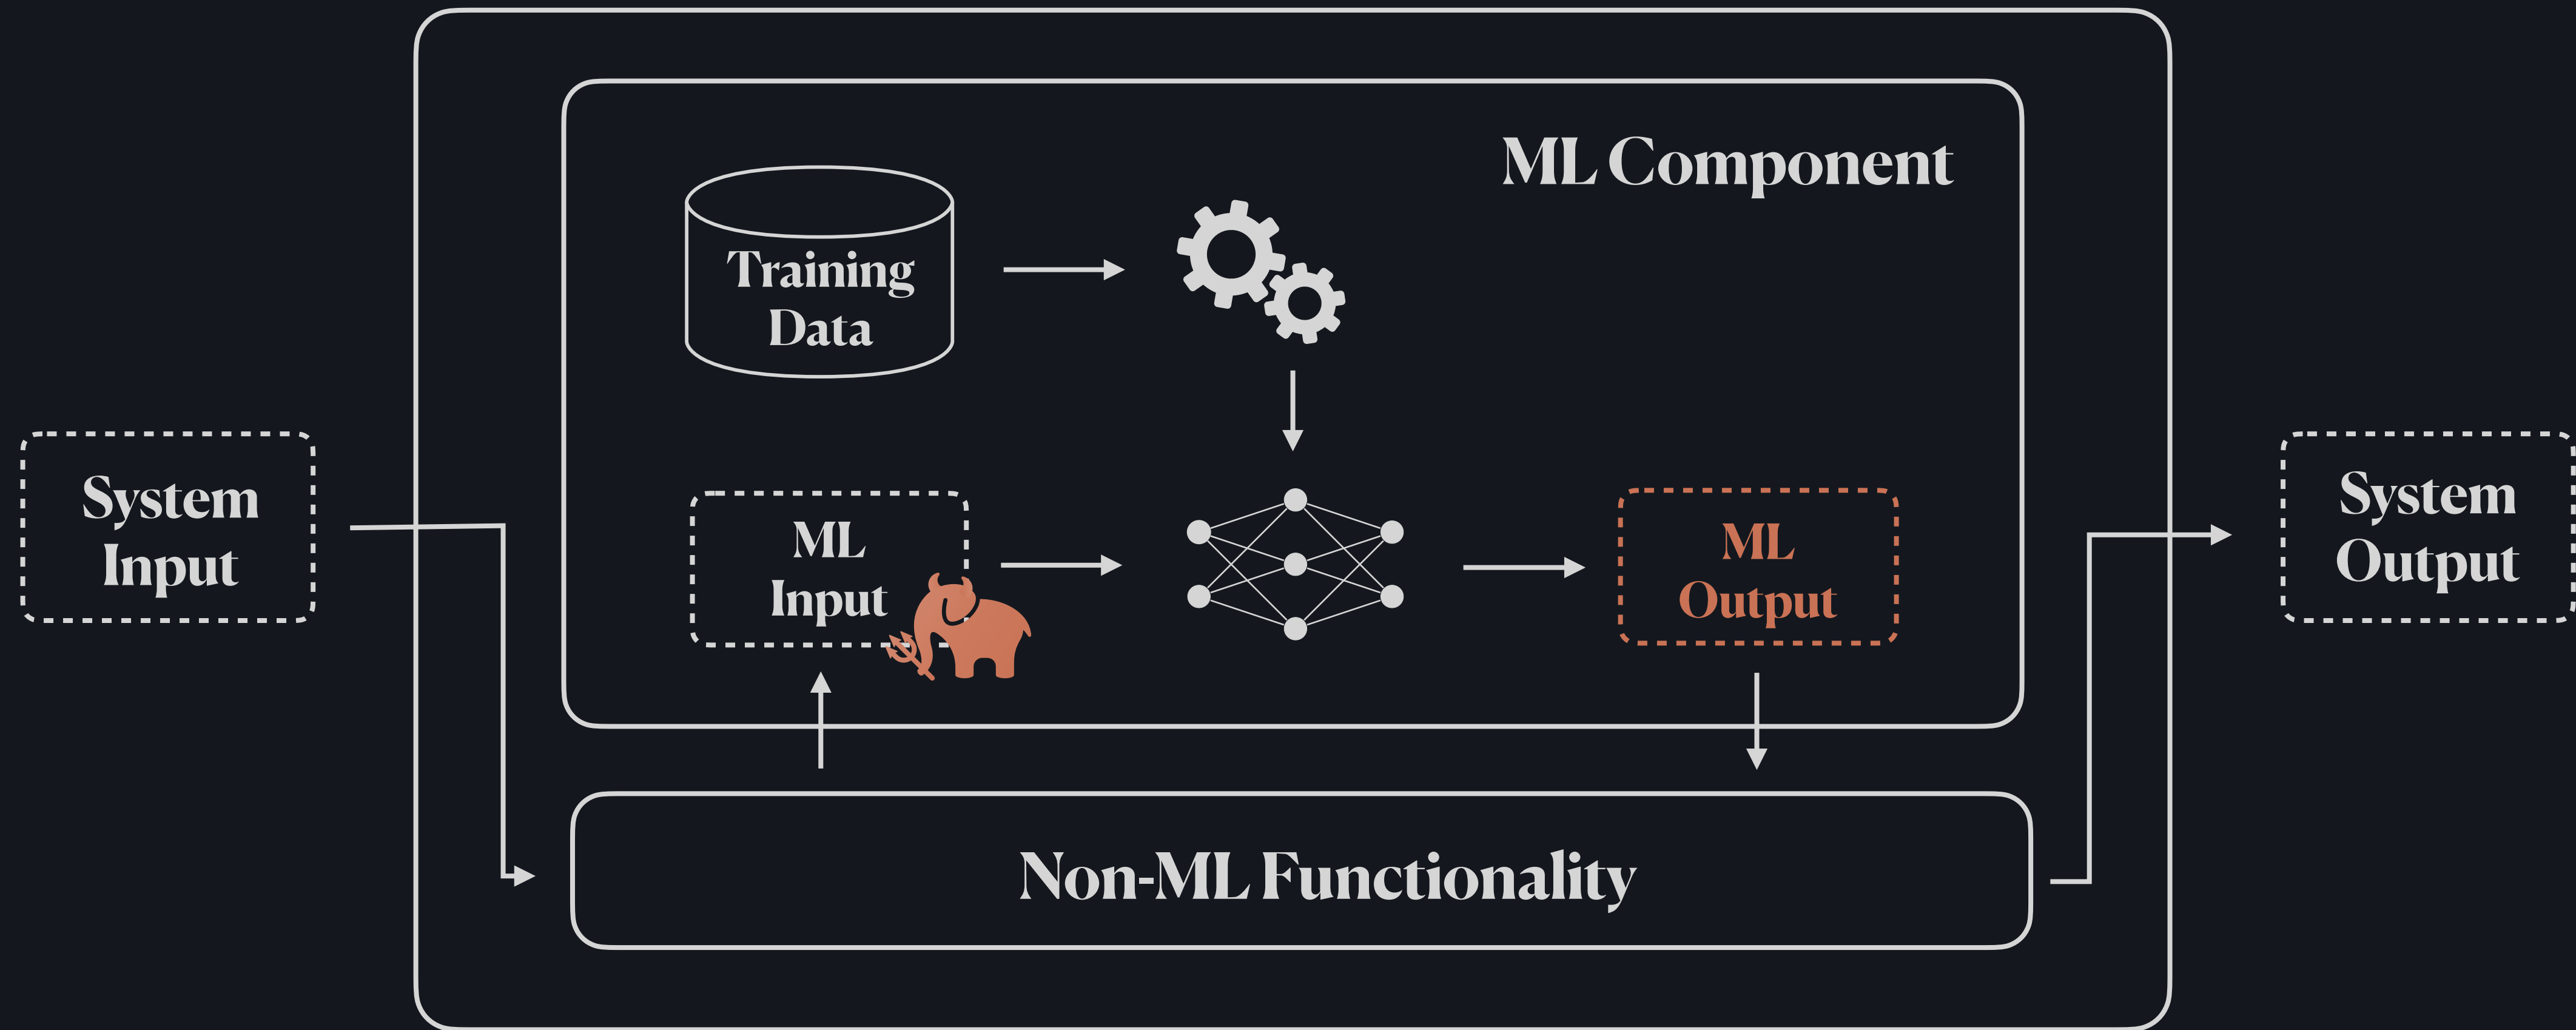 ML Component
Training
Data
System
Input
ML
Input
ML
Output
System
Output
Non-ML Functionality